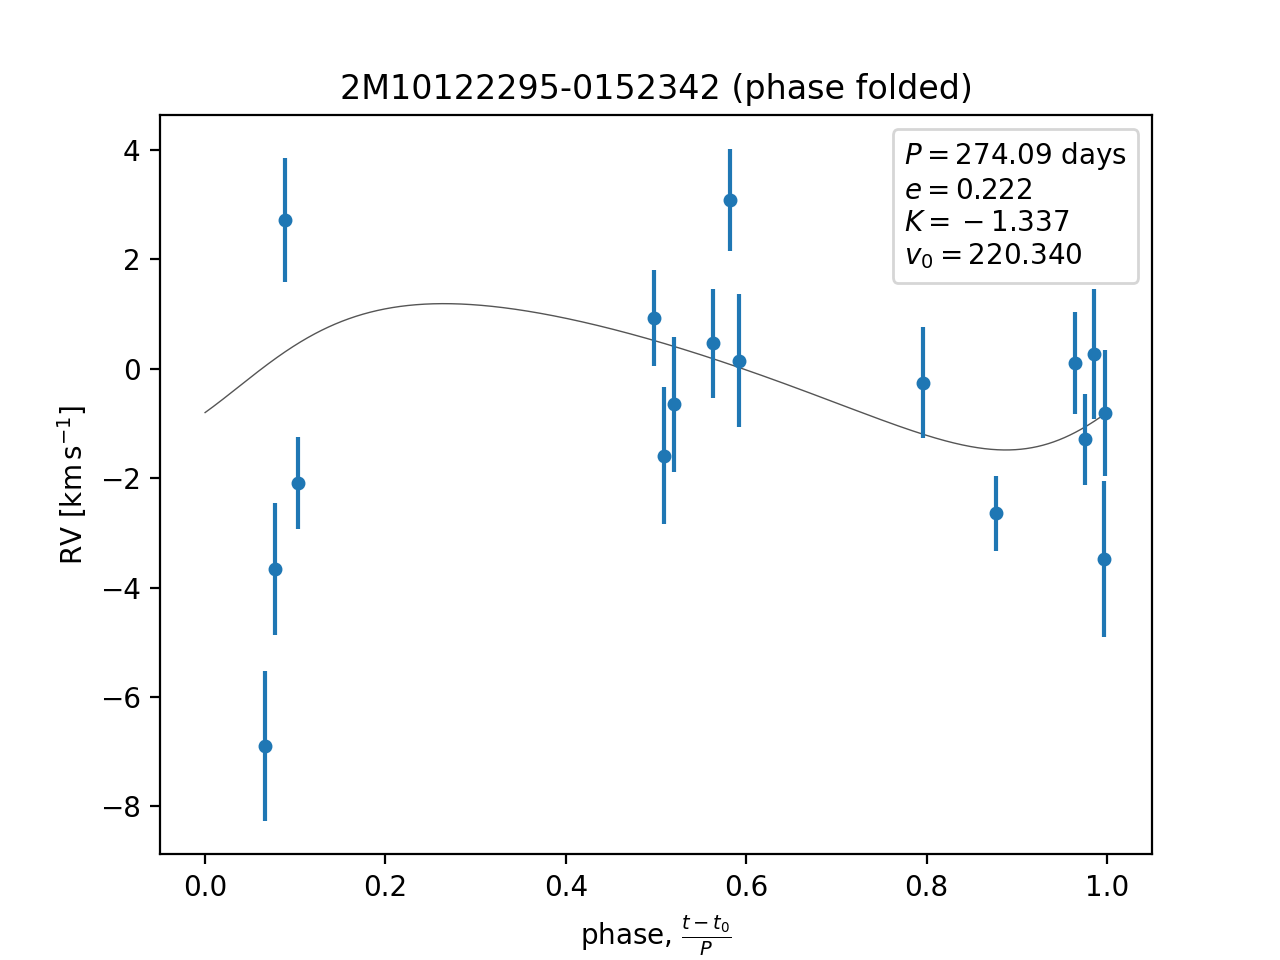 2M10122295-0152342 (phase folded)
P = 274.09 days
e = 0.222
K = −1.337
v₀ = 220.340
4
2
0
−2
−4
−6
−8
RV [km s⁻¹]
0.0 0.2 0.4 0.6 0.8 1.0
phase, (t − t₀)/P